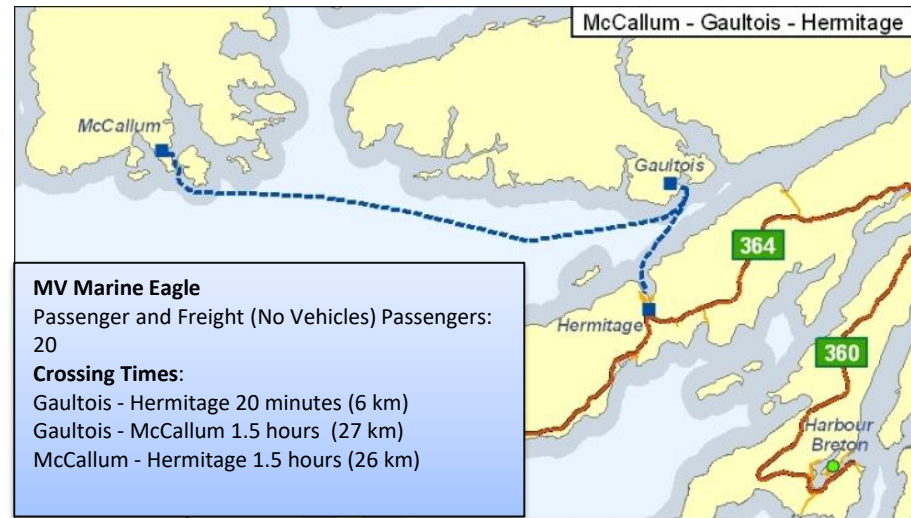 McCallum - Gaultois - Hermitage
McCallum
Gaultois
364
Hermitage
360
Harbour
Breton
MV Marine Eagle
Passenger and Freight (No Vehicles) Passengers:
20
Crossing Times:
Gaultois - Hermitage 20 minutes (6 km)
Gaultois - McCallum 1.5 hours  (27 km)
McCallum - Hermitage 1.5 hours (26 km)